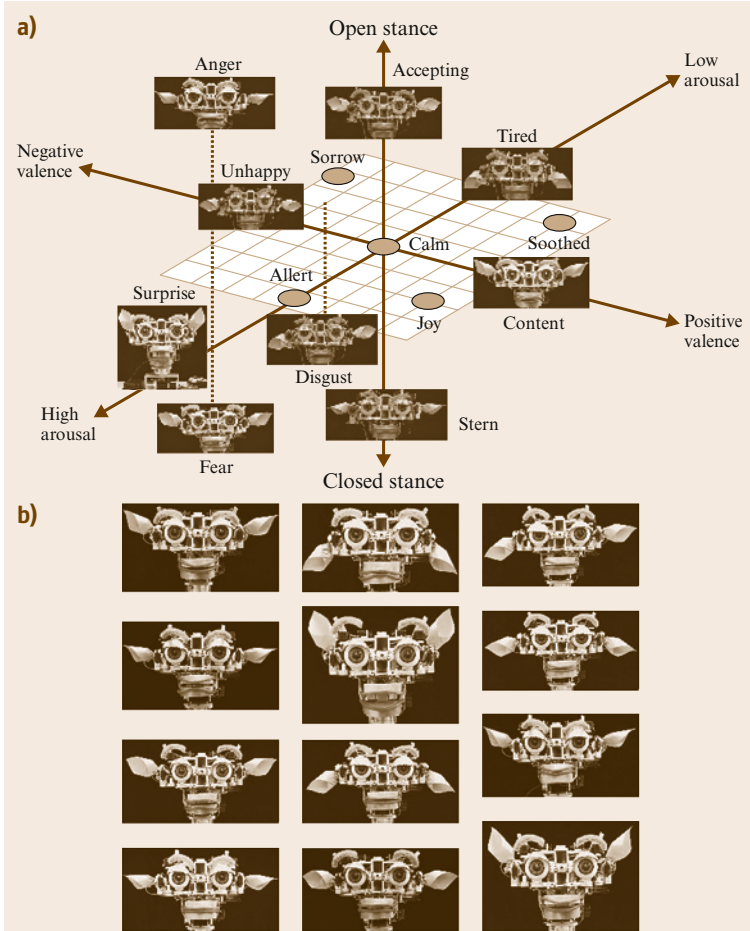 a)
Open stance
Anger
Accepting
Low
arousal
Tired
Negative
valence
Sorrow
Unhappy
Calm
Soothed
Allert
Surprise
Joy
Content
Positive
valence
Disgust
High
arousal
Stern
Fear
Closed stance
b)